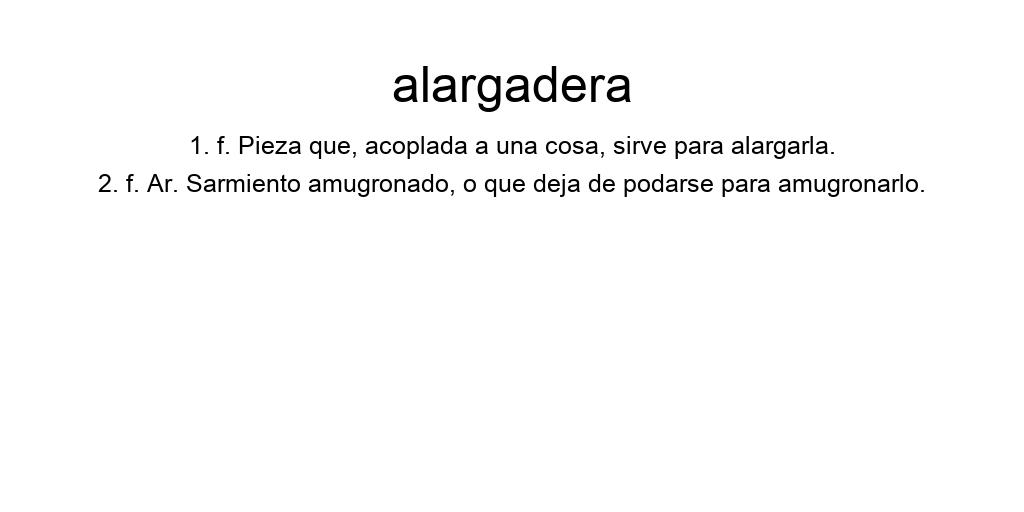 alargadera
1. f. Pieza que, acoplada a una cosa, sirve para alargarla.
2. f. Ar. Sarmiento amugronado, o que deja de podarse para amugronarlo.